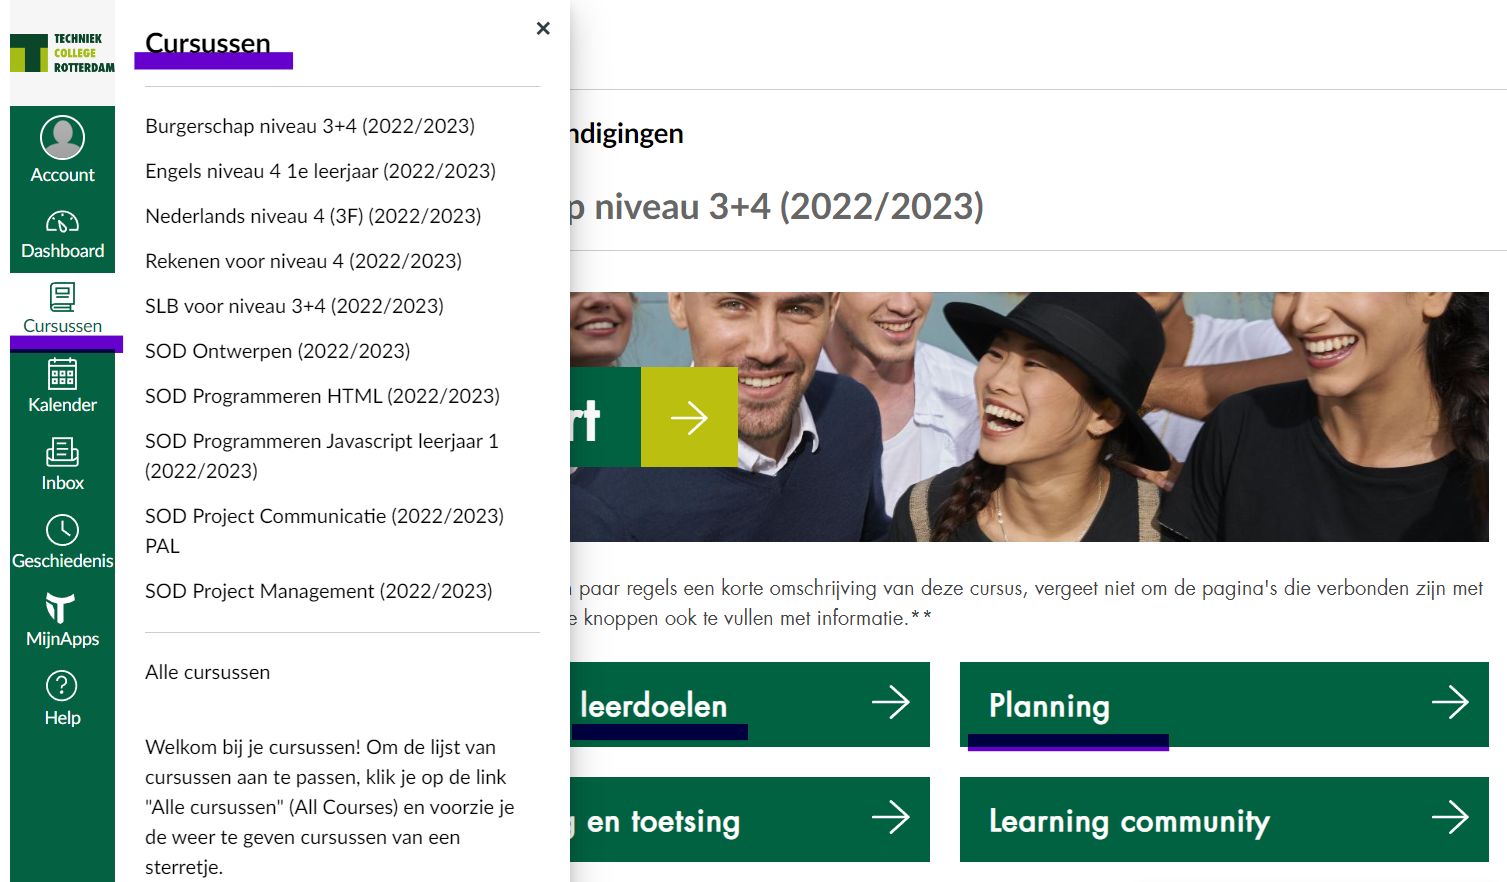 TECHNIEK
COLLEGE
ROTTERDAM
Account
Dashboard
Cursussen
Kalender
Inbox
Geschiedenis
MijnApps
Help
Cursussen
Burgerschap niveau 3+4 (2022/2023)
Engels niveau 4 1e leerjaar (2022/2023)
Nederlands niveau 4 (3F) (2022/2023)
Rekenen voor niveau 4 (2022/2023)
SLB voor niveau 3+4 (2022/2023)
SOD Ontwerpen (2022/2023)
SOD Programmeren HTML (2022/2023)
SOD Programmeren Javascript leerjaar 1
(2022/2023)
SOD Project Communicatie (2022/2023)
PAL
SOD Project Management (2022/2023)
Alle cursussen
Welkom bij je cursussen! Om de lijst van
cursussen aan te passen, klik je op de link
"Alle cursussen" (All Courses) en voorzie je
de weer te geven cursussen van een
sterretje.
ndigingen
p niveau 3+4 (2022/2023)
rt
n paar regels een korte omschrijving van deze cursus, vergeet niet om de pagina's die verbonden zijn met
e knoppen ook te vullen met informatie.**
leerdoelen
Planning
g en toetsing
Learning community